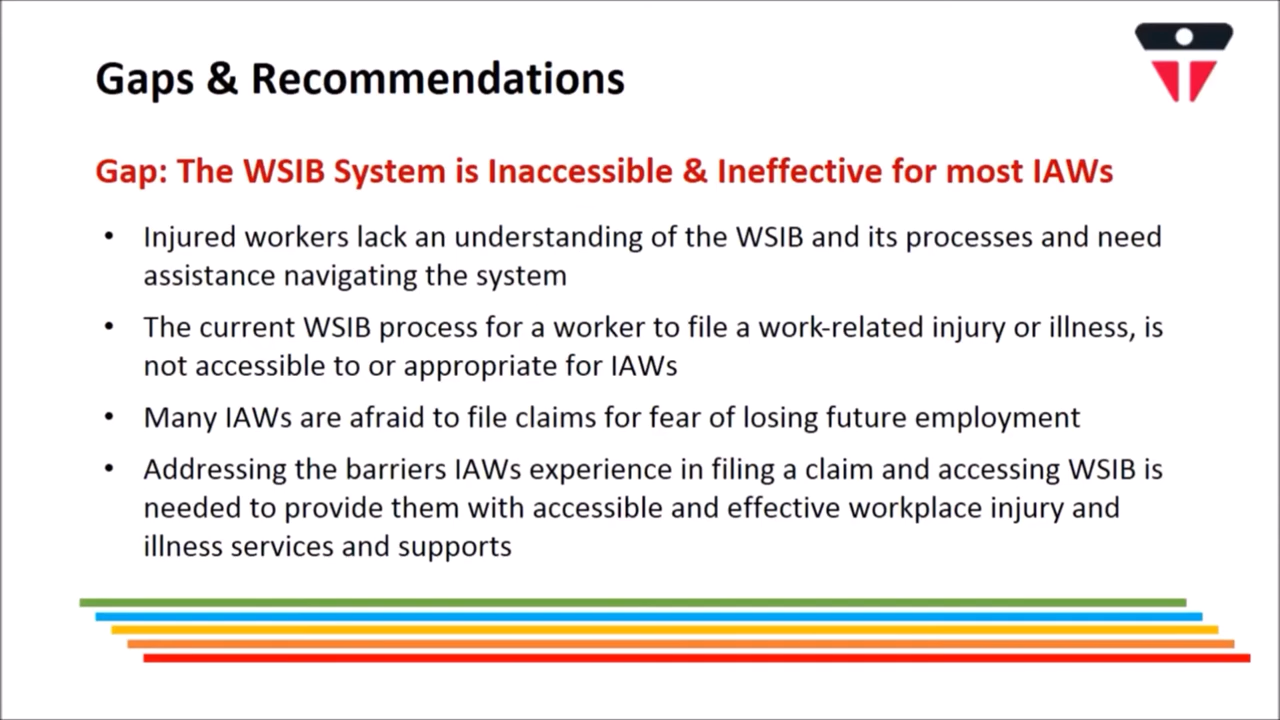 Gaps & Recommendations
Gap: The WSIB System is Inaccessible & Ineffective for most IAWs
• Injured workers lack an understanding of the WSIB and its processes and need
assistance navigating the system
• The current WSIB process for a worker to file a work-related injury or illness, is
not accessible to or appropriate for IAWs
• Many IAWs are afraid to file claims for fear of losing future employment
• Addressing the barriers IAWs experience in filing a claim and accessing WSIB is
needed to provide them with accessible and effective workplace injury and
illness services and supports